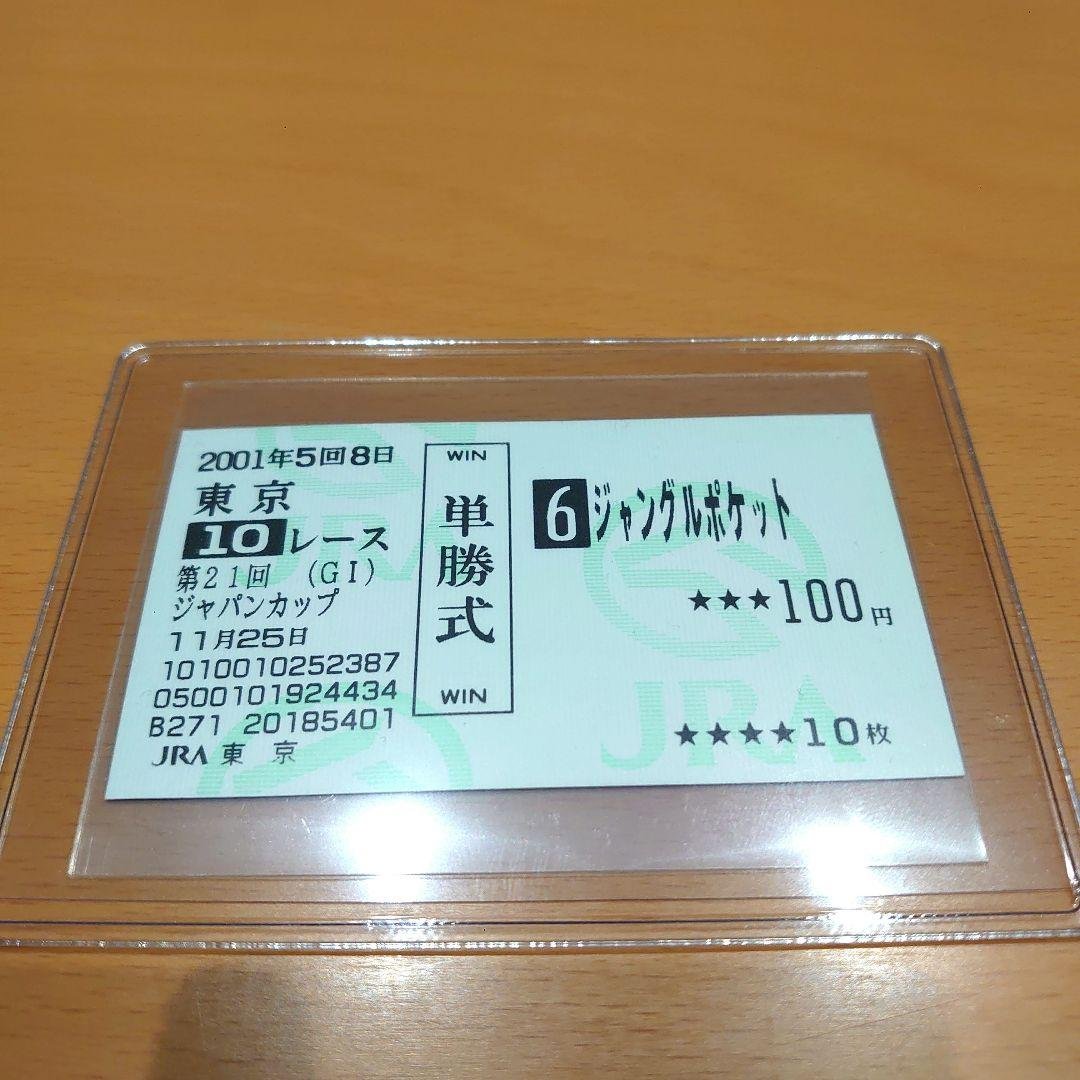 2001年5回8日
東京
10レース
第21回 (GI)
ジャパンカップ
11月25日
1010010252387
0500101924434
B271 20185401
JRA 東 京
WIN
単勝式
WIN
6 ジャングルポケット
★★★100円
★★★★10枚
JRA
JRA